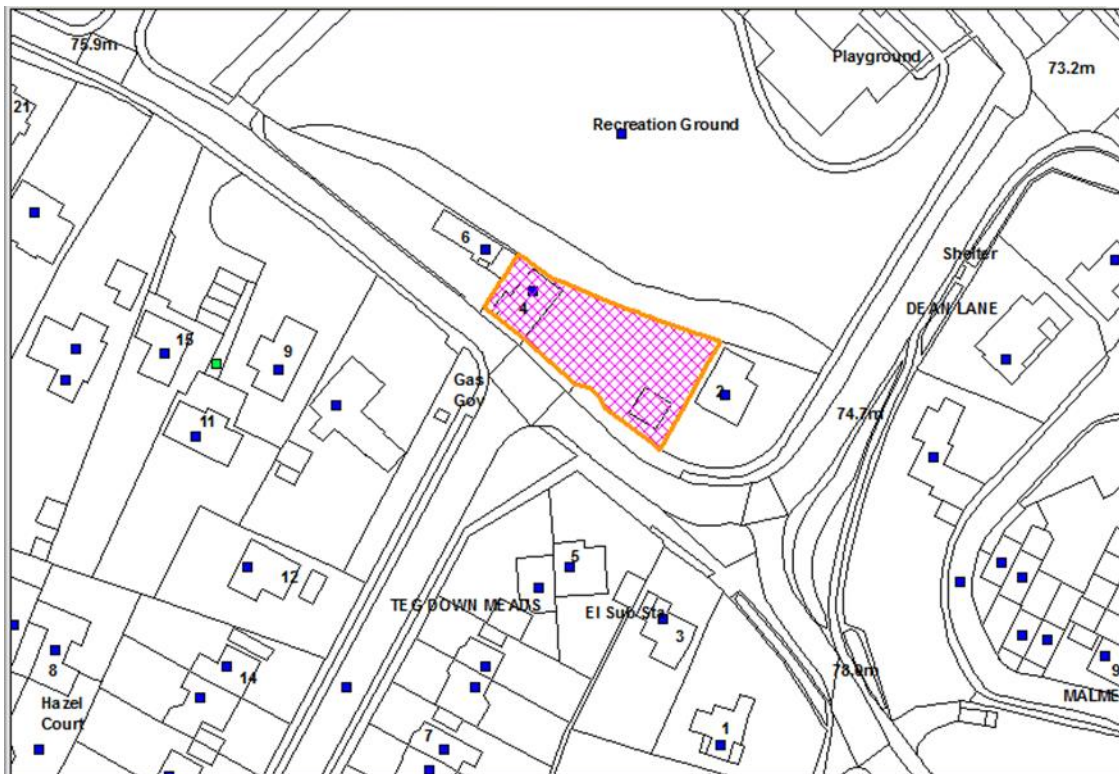 75.9m
Playground
73.2m
21
Recreation Ground
6
Shelter
4
DEAN LANE
15
9
Gas
Gov
2
74.7m
11
5
12
TEG DOWN MEADS
El Sub Sta
3
8
14
78.0m
9
Hazel
Court
MALME
7
1